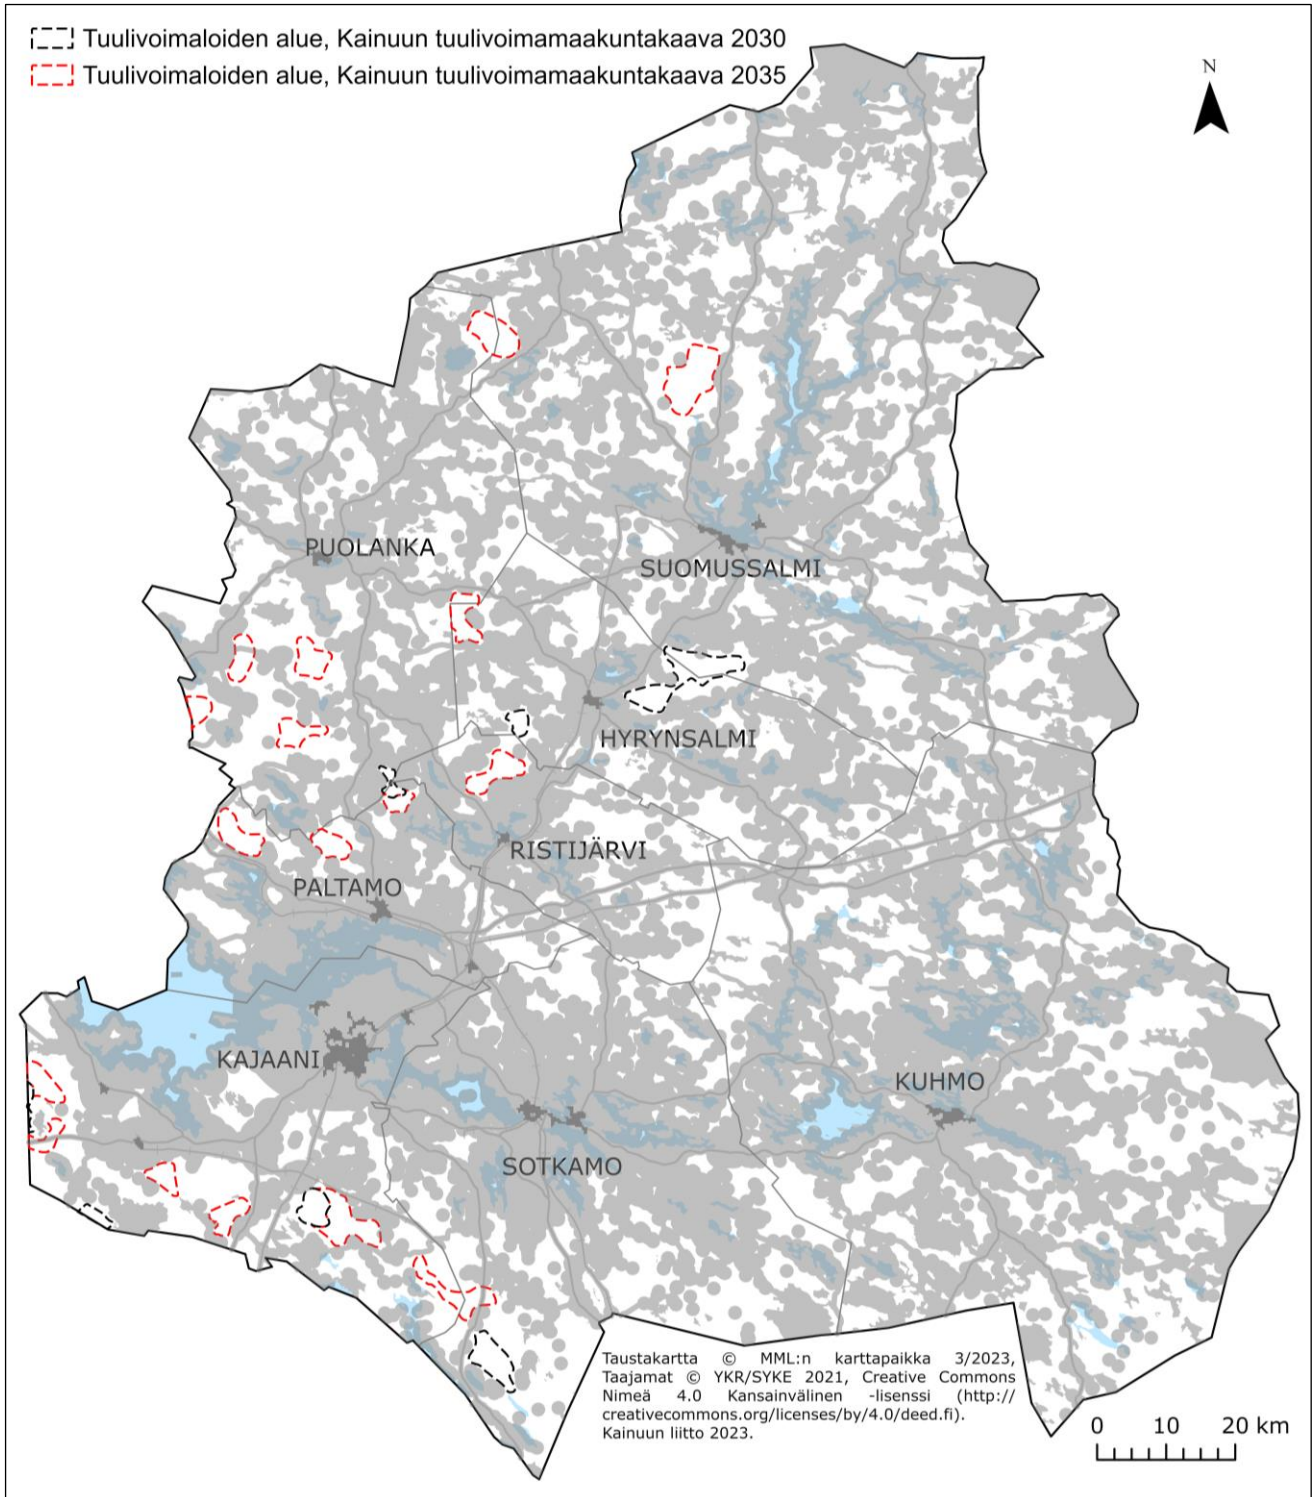 Tuulivoimaloiden alue, Kainuun tuulivoimamaakuntakaava 2030
Tuulivoimaloiden alue, Kainuun tuulivoimamaakuntakaava 2035
N
PUOLANKA
SUOMUSSALMI
HYRYNSALMI
RISTIJÄRVI
PALTAMO
KAJAANI
KUHMO
SOTKAMO
Taustakartta © MML:n karttapaikka 3/2023,
Taajamat © YKR/SYKE 2021, Creative Commons
Nimeä 4.0 Kansainvälinen -lisenssi (http://
creativecommons.org/licenses/by/4.0/deed.fi).
Kainuun liitto 2023.
0 10 20 km